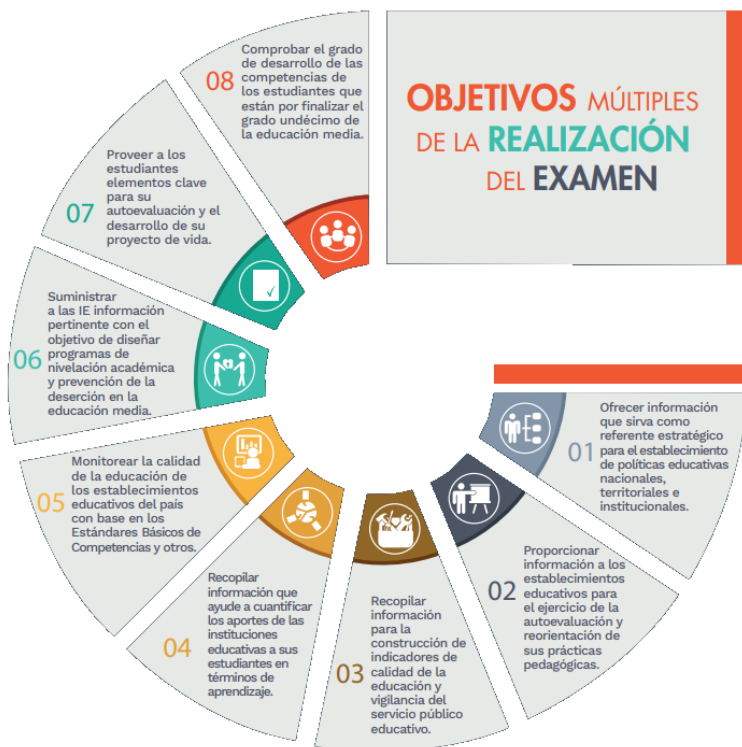 OBJETIVOS MÚLTIPLES
DE LA REALIZACIÓN
DEL EXAMEN
01
Ofrecer información
que sirva como
referente estratégico
para el establecimiento
de políticas educativas
nacionales,
territoriales e
institucionales.
02
Proporcionar
información a los
establecimientos
educativos para
el ejercicio de la
autoevaluación y
reorientación de
sus prácticas
pedagógicas.
03
Recopilar
información
para la
construcción de
indicadores de
calidad de la
educación y
vigilancia del
servicio público
educativo.
04
Recopilar
información que
ayude a cuantificar
los aportes de las
instituciones
educativas a sus
estudiantes en
términos de
aprendizaje.
05
Monitorear la calidad
de la educación de
los establecimientos
educativos del país
con base en los
Estándares Básicos de
Competencias y otros.
06
Suministrar
a las IE información
pertinente con el
objetivo de diseñar
programas de
nivelación académica
y prevención de la
deserción en la
educación media.
07
Proveer a los
estudiantes
elementos clave
para su
autoevaluación y el
desarrollo de su
proyecto de vida.
08
Comprobar el grado
de desarrollo de las
competencias de
los estudiantes que
están por finalizar el
grado undécimo de
la educación media.